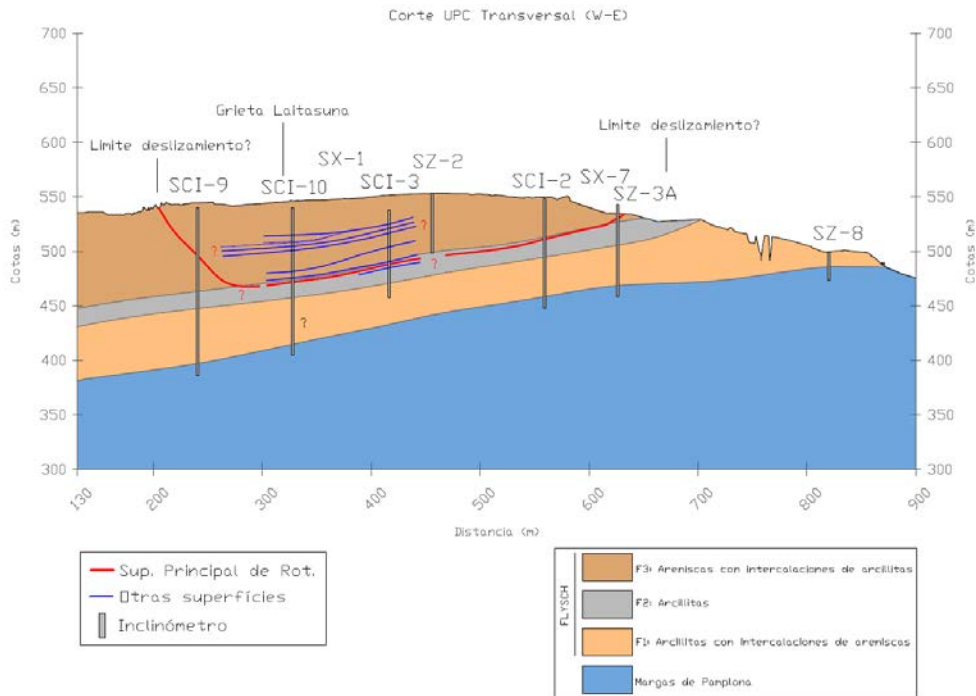 Corte UPC Transversal (W-E)
700
700
650
650
Grieta Laitasuna
600
600
Límite deslizamiento?
Límite deslizamiento?
SX-1
SZ-2
SX-7
SCI-9
SCI-10
SCI-3
SCI-2
SZ-3A
550
550
SZ-8
?
?
Cotas (m)
Cotas (m)
500
500
?
?
450
450
?
400
400
350
350
300
300
130
200
300
400
500
600
700
800
900
Distancia (m)
Sup. Principal de Rot.
Otras superfícies
Inclinómetro
FLYSCH
F3: Areniscas con intercalaciones de arcillitas
F2: Arcillitas
F1: Arcillitas con intercalaciones de areniscas
Margas de Pamplona